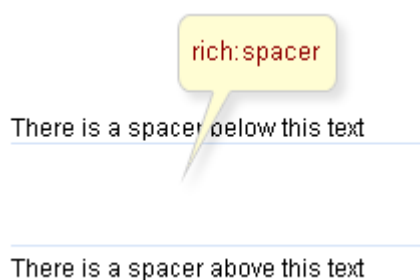 rich:spacer
There is a spacer below this text
There is a spacer above this text